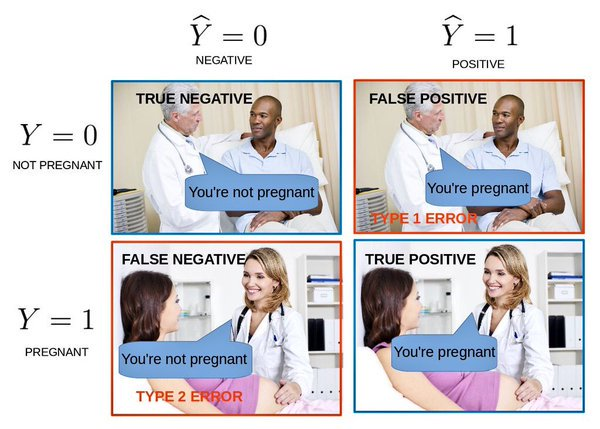 Ŷ = 0
Ŷ = 1
NEGATIVE
POSITIVE
Y = 0
NOT PREGNANT
TRUE NEGATIVE
You're not pregnant
FALSE POSITIVE
You're pregnant
TYPE 1 ERROR
Y = 1
PREGNANT
FALSE NEGATIVE
You're not pregnant
TYPE 2 ERROR
TRUE POSITIVE
You're pregnant